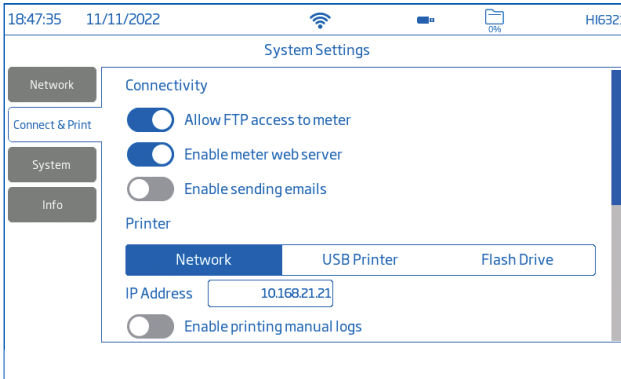 18:47:35 11/11/2022 0% HI632
System Settings
Network
Connect & Print
System
Info
Connectivity
Allow FTP access to meter
Enable meter web server
Enable sending emails
Printer
Network USB Printer Flash Drive
IP Address 10.168.21.21
Enable printing manual logs